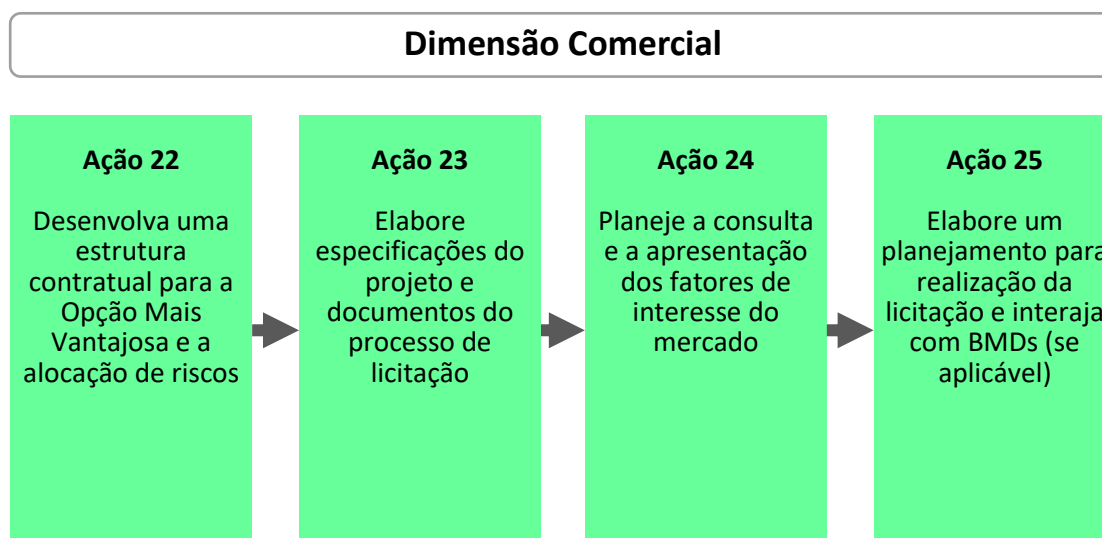 Dimensão Comercial
Ação 22
Desenvolva uma
estrutura
contratual para a
Opção Mais
Vantajosa e a
alocação de riscos
Ação 23
Elabore
especificações do
projeto e
documentos do
processo de
licitação
Ação 24
Planeje a consulta
e a apresentação
dos fatores de
interesse do
mercado
Ação 25
Elabore um
planejamento para
realização da
licitação e interaja
com BMDs (se
aplicável)